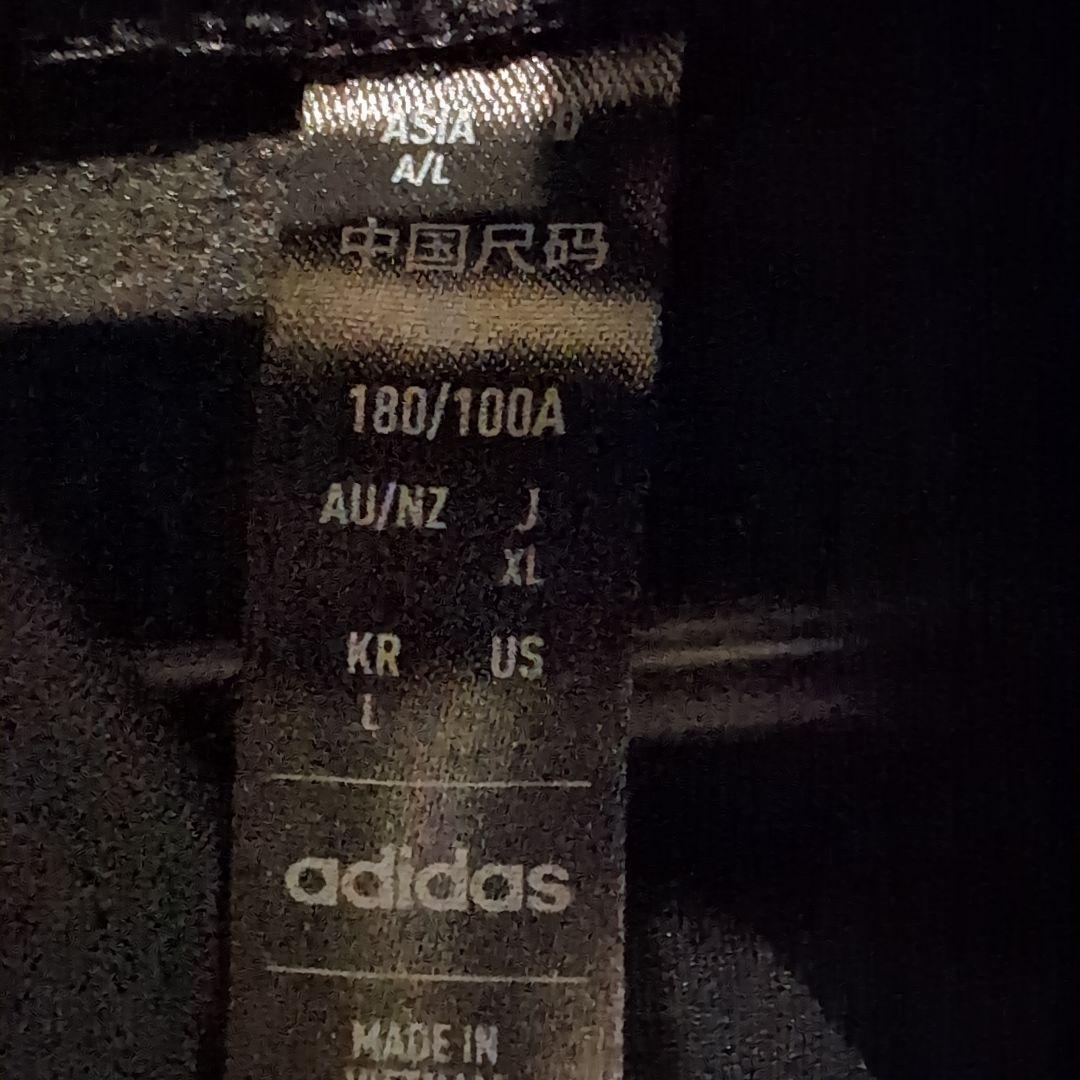 ASIA D
A/L
中国尺码
180/100A
AU/NZ J
XL
KR US
L
adidas
MADE IN